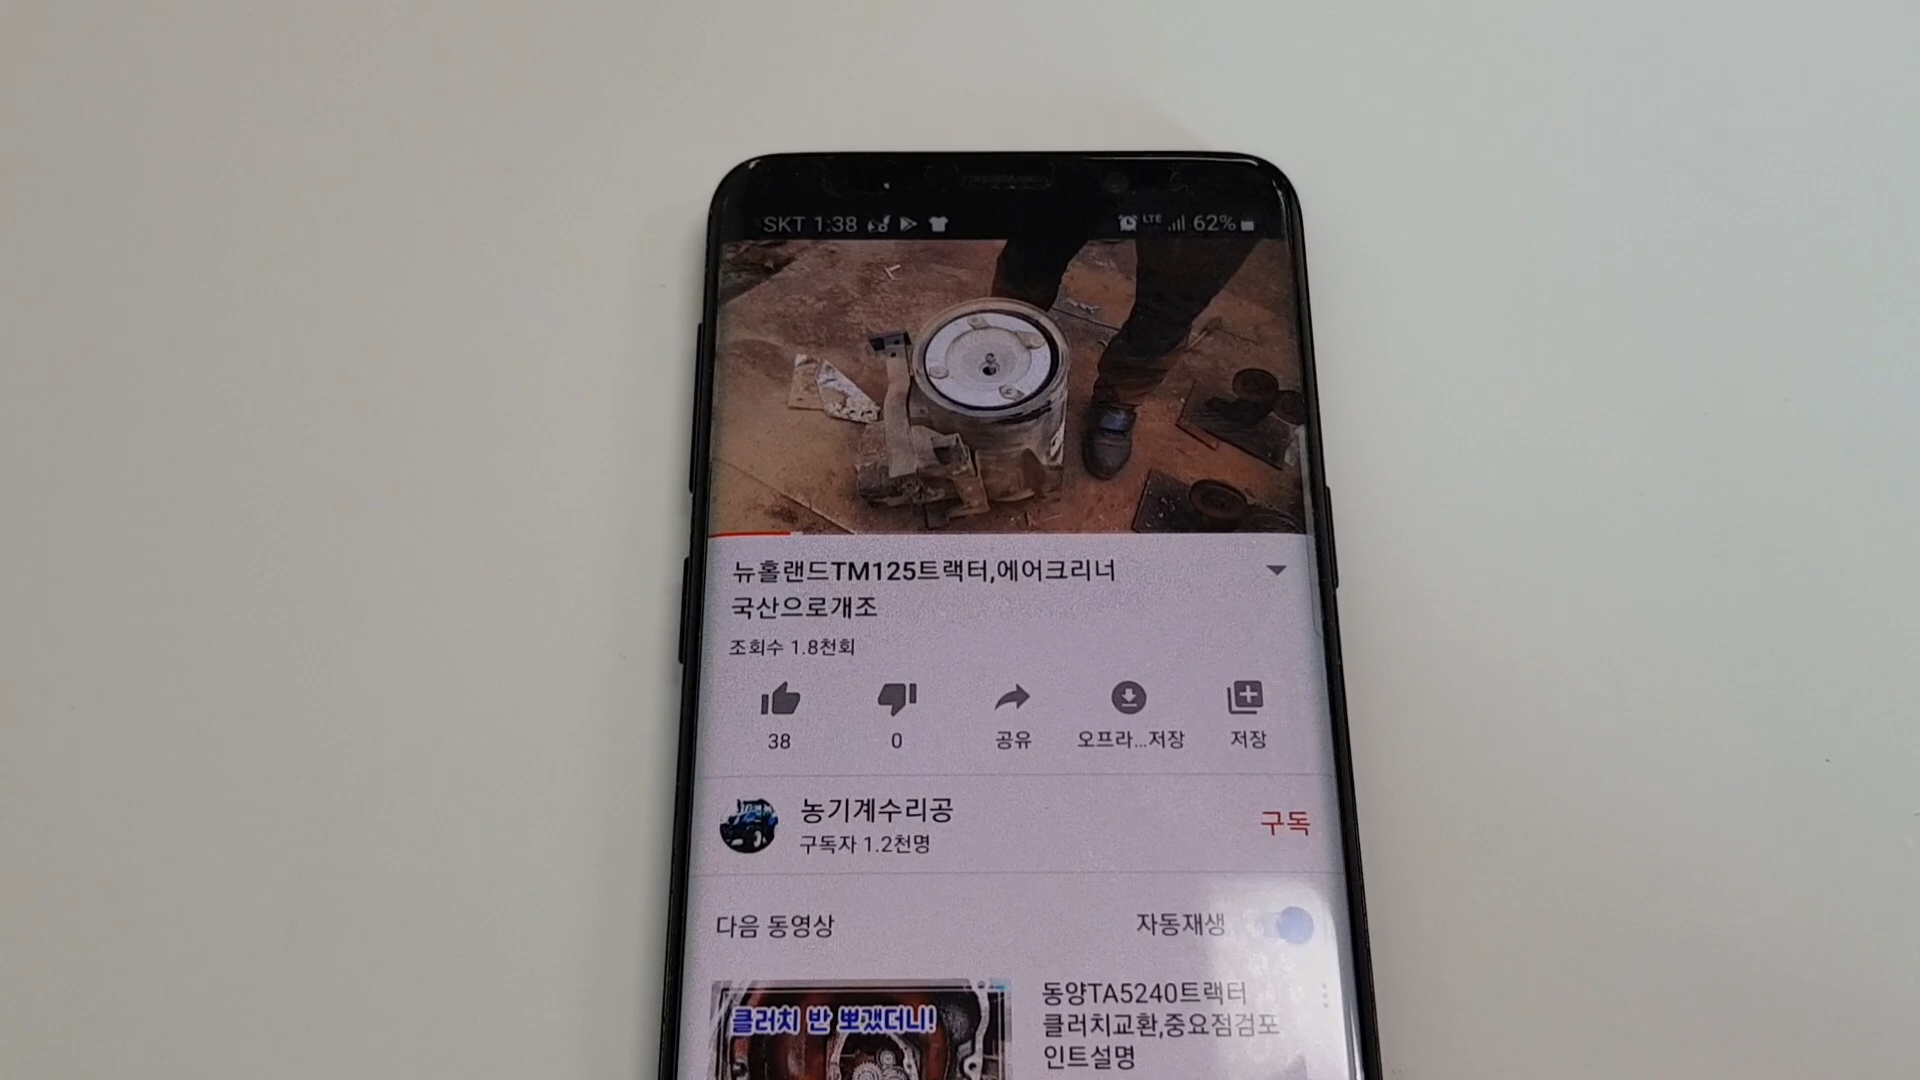 SKT 1:38 LTE 62%
뉴홀랜드TM125트랙터,에어크리너
국산으로개조
조회수 1.8천회
38 0 공유 오프라...저장 저장
농기계수리공
구독자 1.2천명
구독
다음 동영상 자동재생
클러치 반 뽀갰더니!
동양TA5240트랙터
클러치교환,중요점검포
인트설명